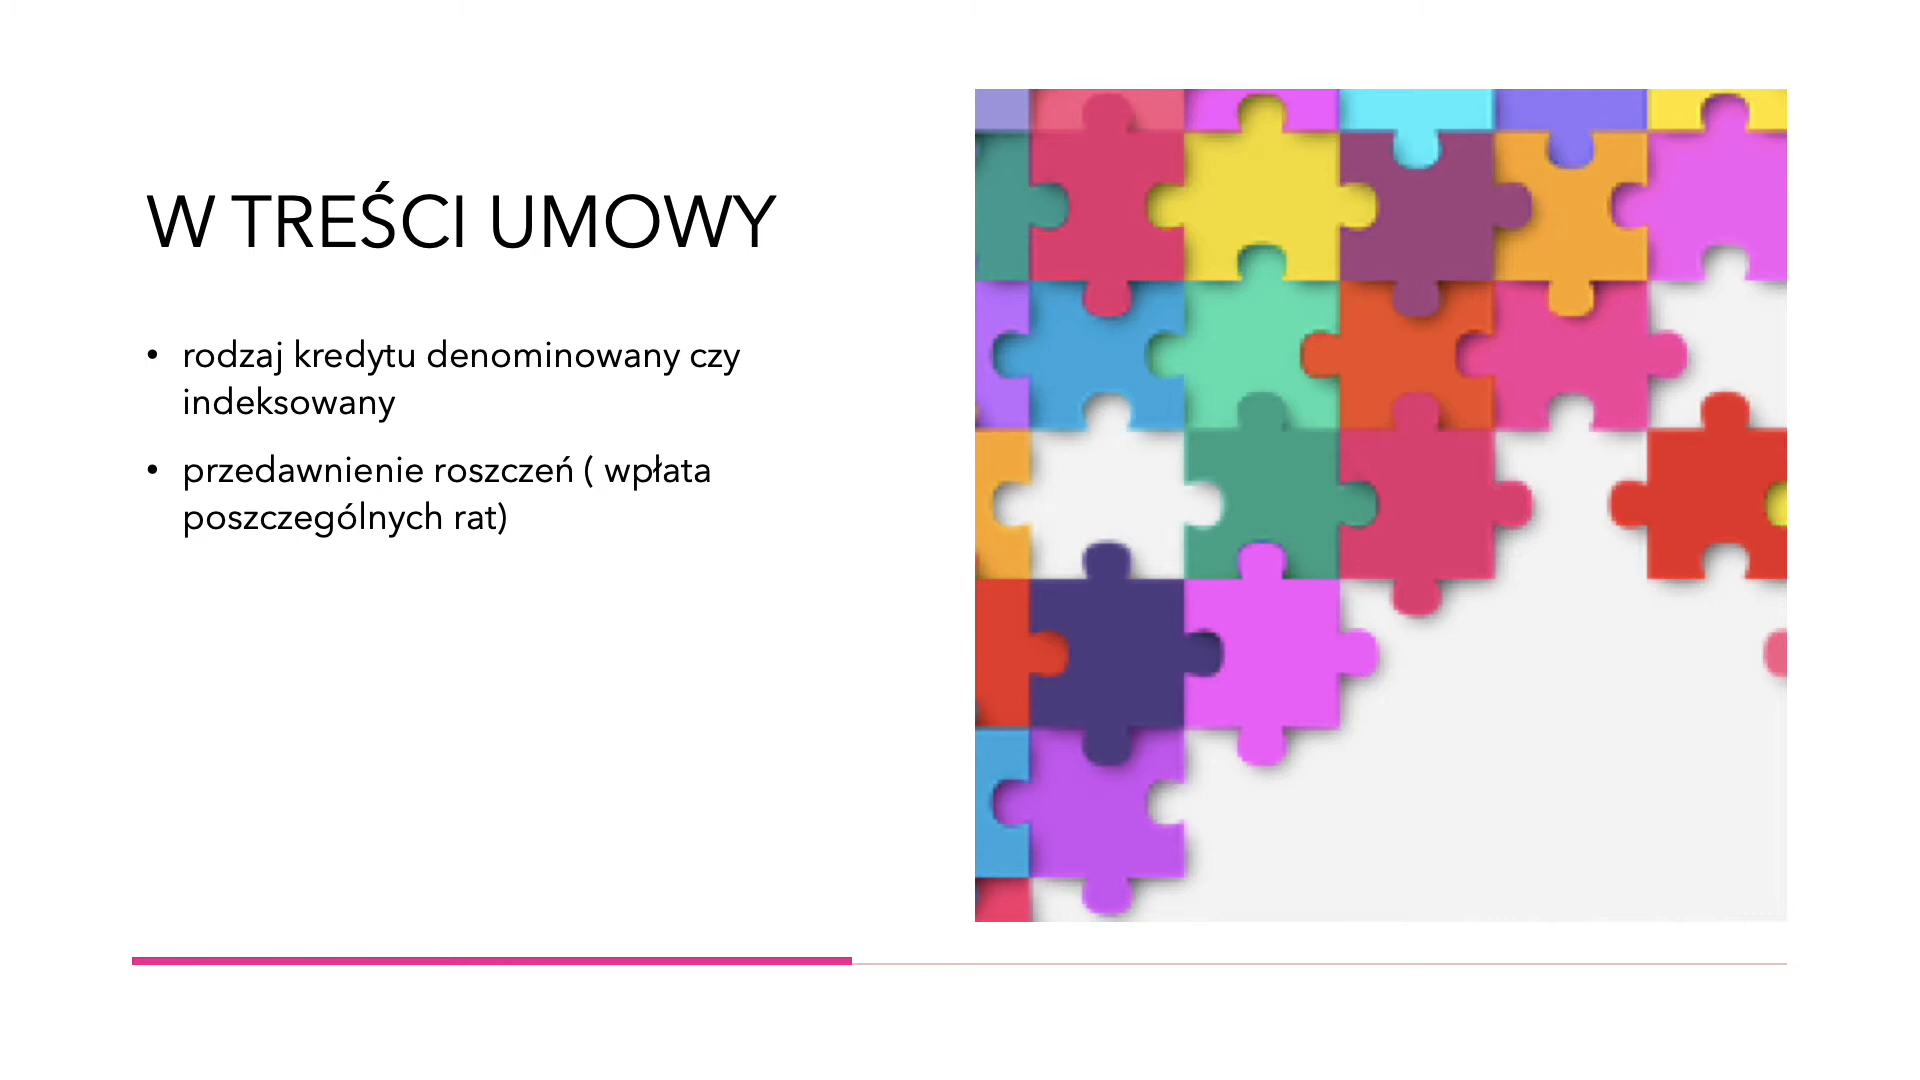 W TREŚCI UMOWY
• rodzaj kredytu denominowany czy
indeksowany
• przedawnienie roszczeń ( wpłata
poszczególnych rat)